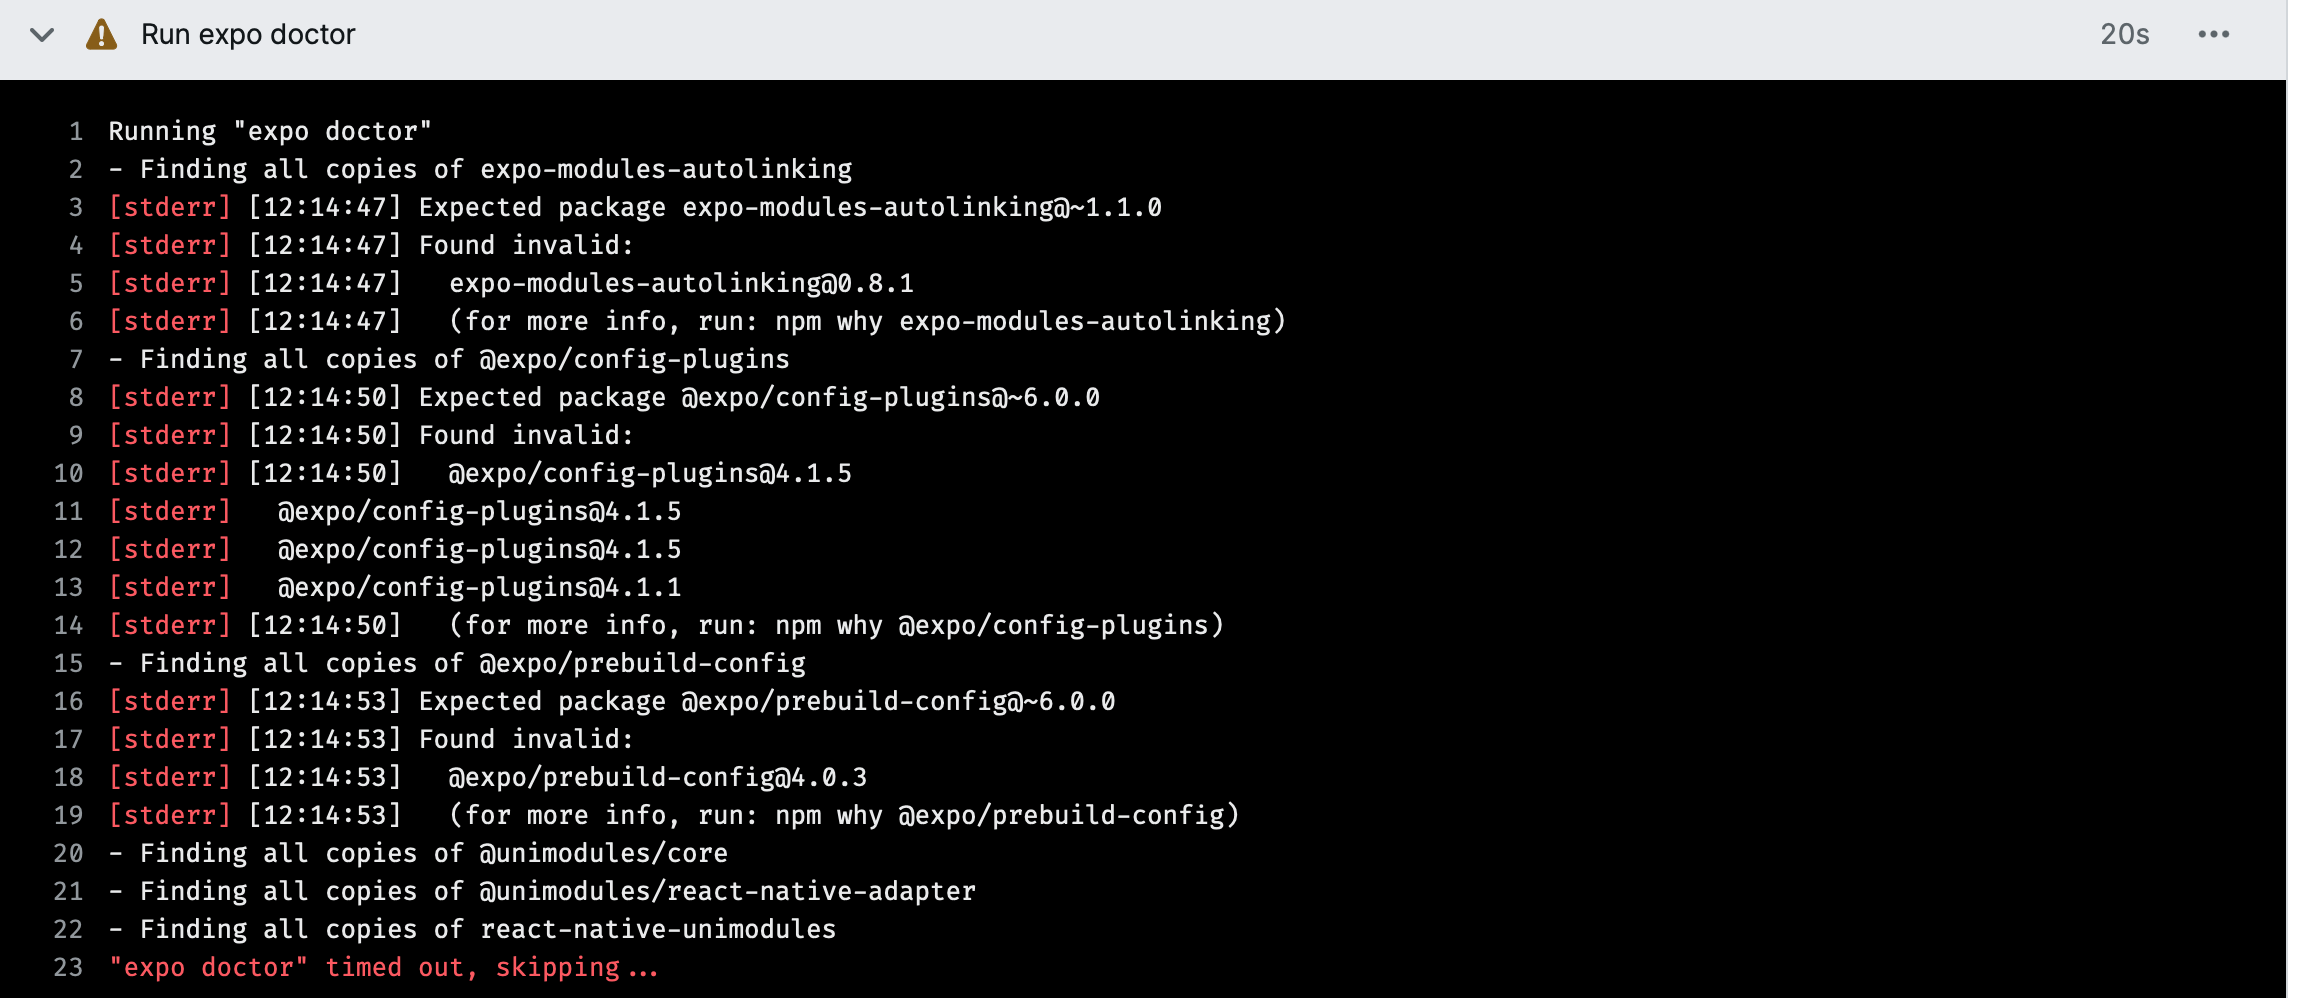 Run expo doctor
20s
1 Running "expo doctor"
2 - Finding all copies of expo-modules-autolinking
3 [stderr] [12:14:47] Expected package expo-modules-autolinking@~1.1.0
4 [stderr] [12:14:47] Found invalid:
5 [stderr] [12:14:47]   expo-modules-autolinking@0.8.1
6 [stderr] [12:14:47]   (for more info, run: npm why expo-modules-autolinking)
7 - Finding all copies of @expo/config-plugins
8 [stderr] [12:14:50] Expected package @expo/config-plugins@~6.0.0
9 [stderr] [12:14:50] Found invalid:
10 [stderr] [12:14:50]   @expo/config-plugins@4.1.5
11 [stderr]   @expo/config-plugins@4.1.5
12 [stderr]   @expo/config-plugins@4.1.5
13 [stderr]   @expo/config-plugins@4.1.1
14 [stderr] [12:14:50]   (for more info, run: npm why @expo/config-plugins)
15 - Finding all copies of @expo/prebuild-config
16 [stderr] [12:14:53] Expected package @expo/prebuild-config@~6.0.0
17 [stderr] [12:14:53] Found invalid:
18 [stderr] [12:14:53]   @expo/prebuild-config@4.0.3
19 [stderr] [12:14:53]   (for more info, run: npm why @expo/prebuild-config)
20 - Finding all copies of @unimodules/core
21 - Finding all copies of @unimodules/react-native-adapter
22 - Finding all copies of react-native-unimodules
23 "expo doctor" timed out, skipping...